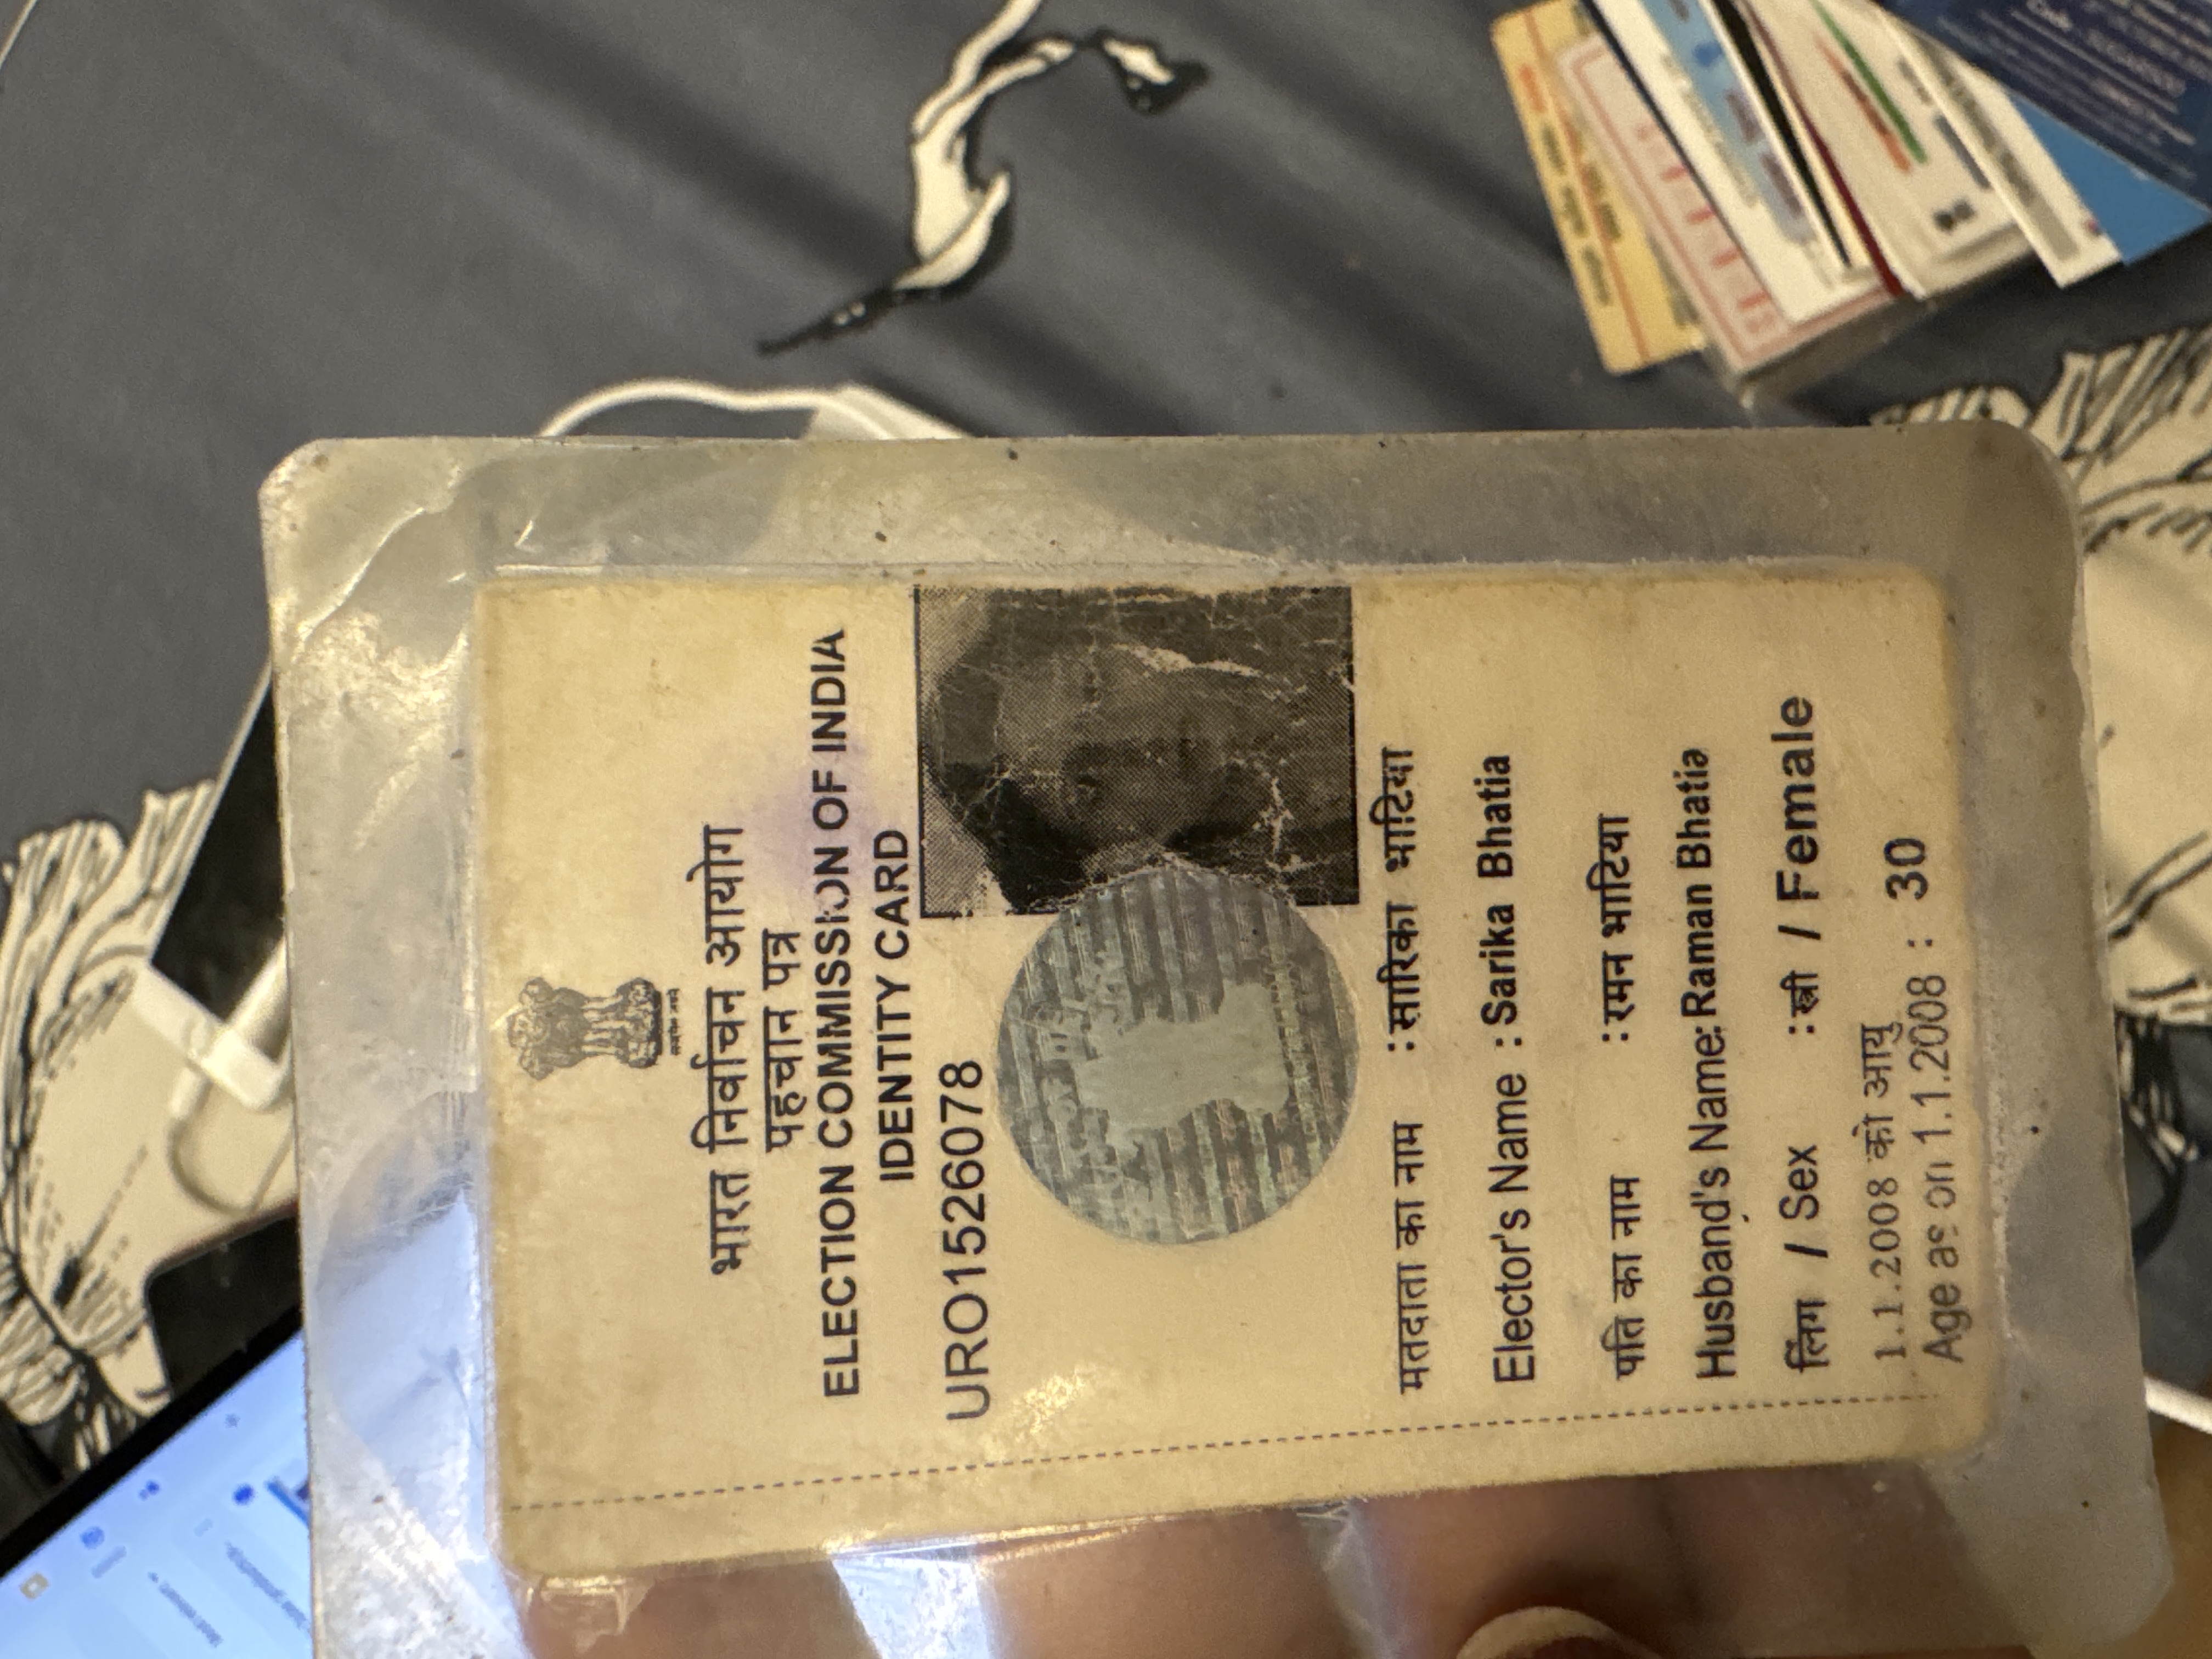 भारत निर्वाचन आयोग
पहचान पत्र
ELECTION COMMISSION OF INDIA
IDENTITY CARD
URO1526078
मतदाता का नाम : सारिका भाटिया
Elector's Name : Sarika Bhatia
पति का नाम : रमन भाटिया
Husband's Name: Raman Bhatia
लिंग / Sex : स्त्री / Female
1.1.2008 को आयु
Age as on 1.1.2008 : 30